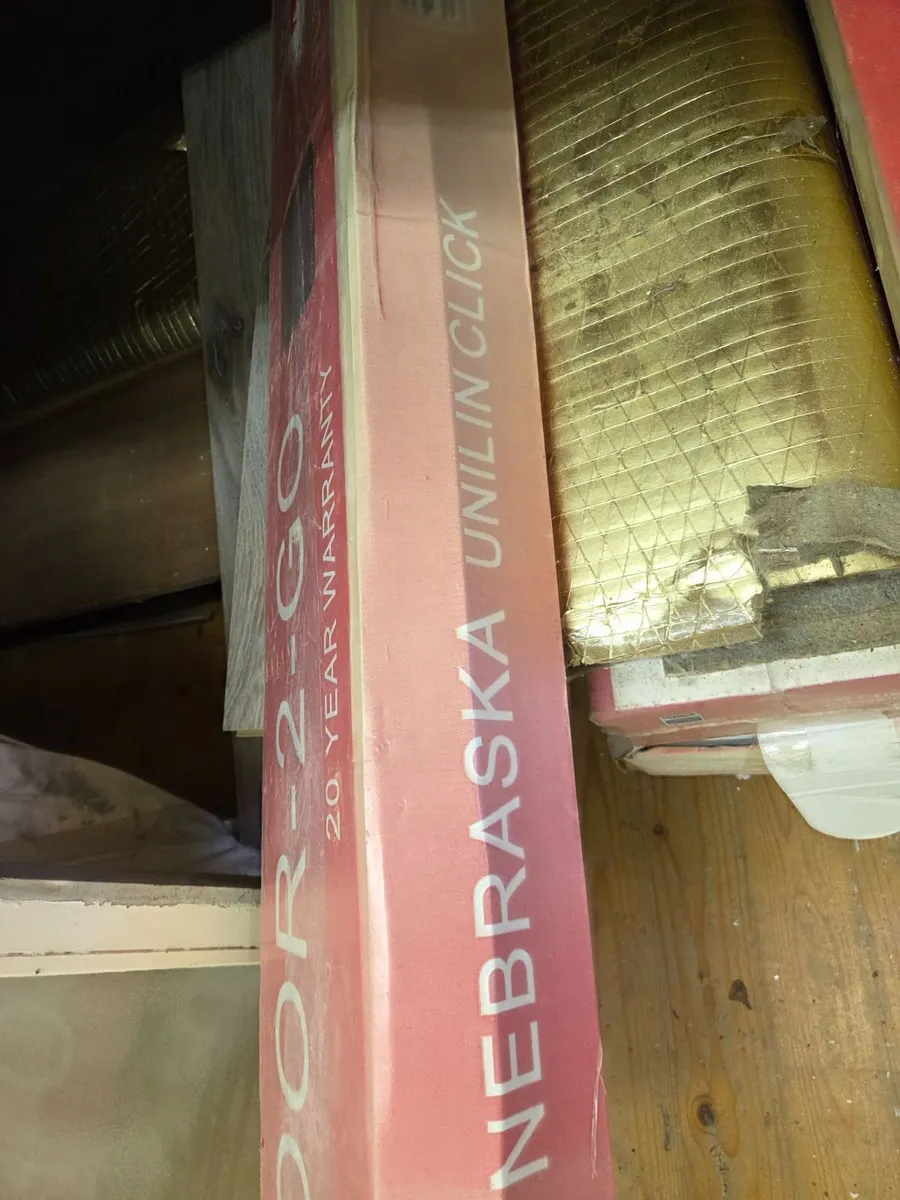 OOR-2-GO
20 YEAR WARRANTY
NEBRASKA UNILIN CLICK